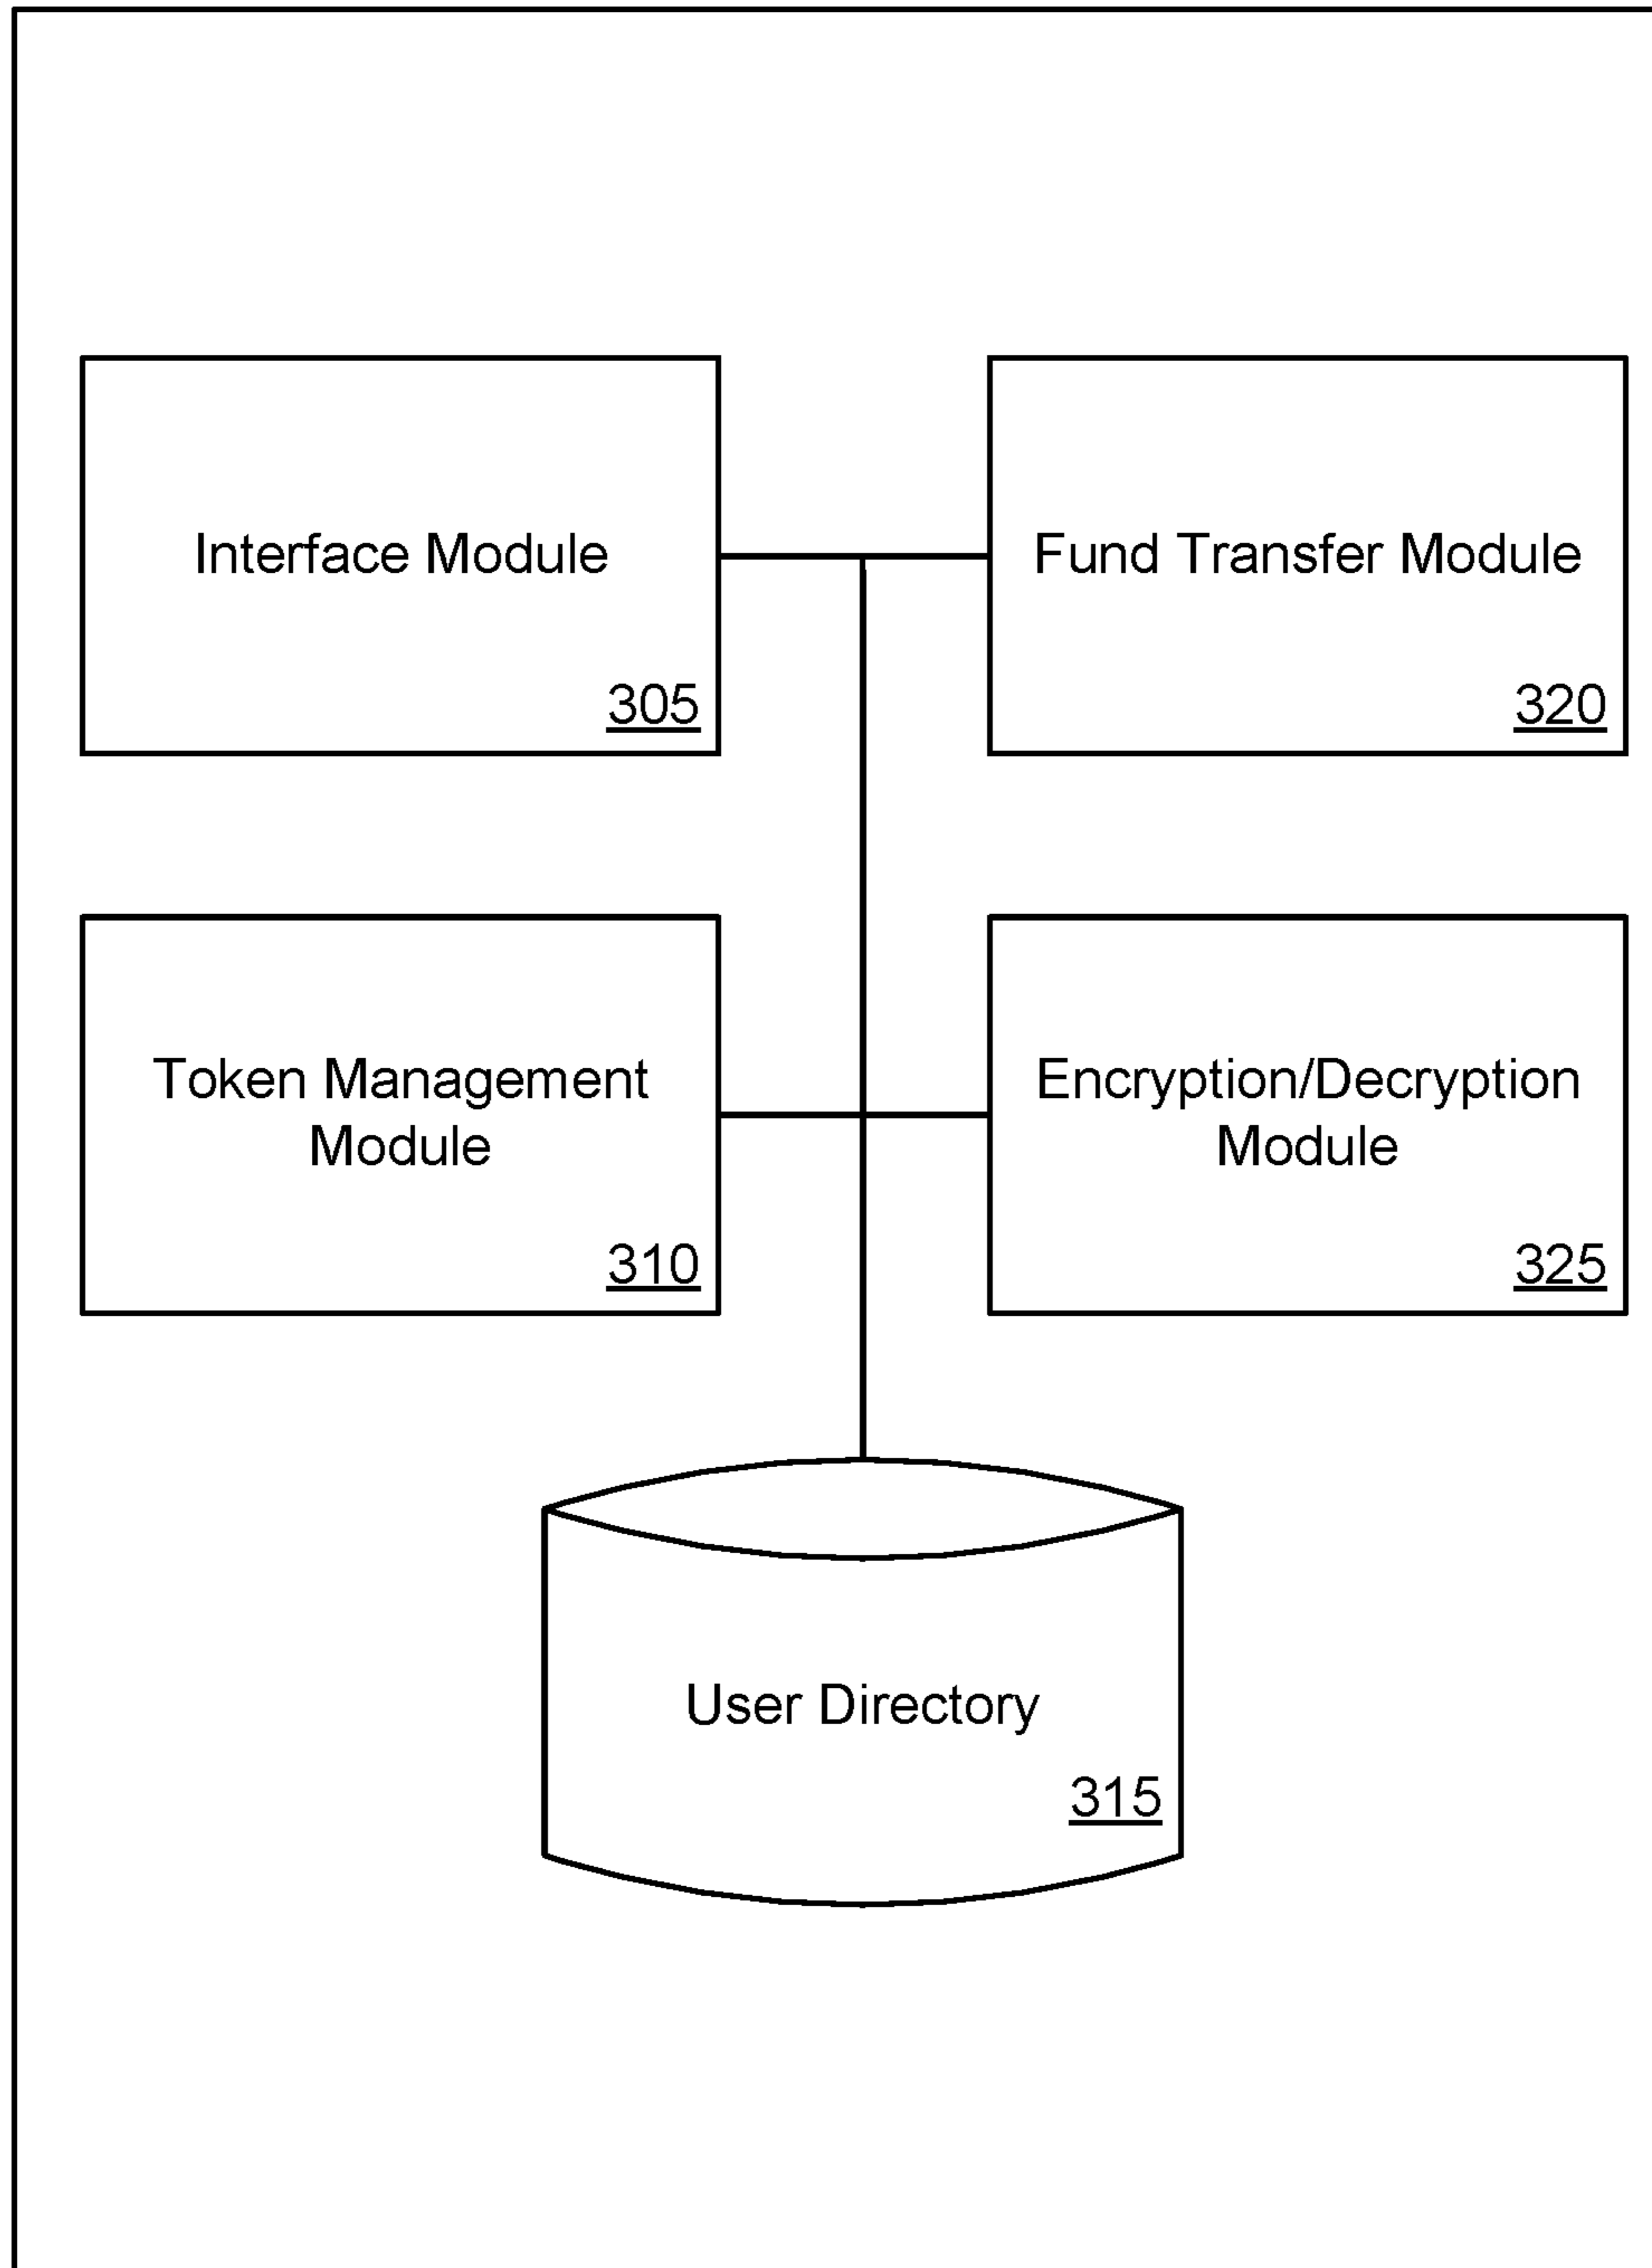 Interface Module
305
Fund Transfer Module
320
Token Management
Module
310
Encryption/Decryption
Module
325
User Directory
315